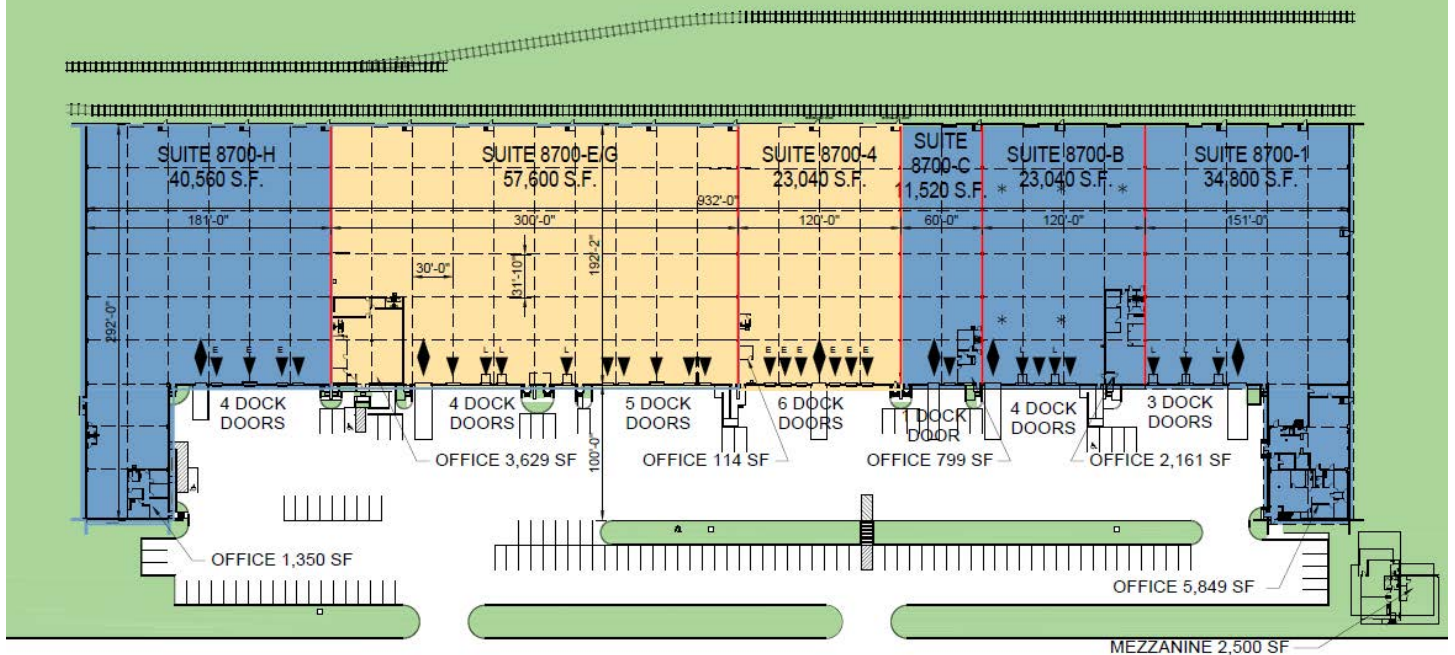 SUITE 8700-H
40,560 S.F.
SUITE 8700-E/G
57,600 S.F.
SUITE 8700-4
23,040 S.F.
SUITE
8700-C
11,520 S.F.
SUITE 8700-B
23,040 S.F.
SUITE 8700-1
34,800 S.F.
932'-0"
181'-0"
300'-0"
120'-0"
60'-0"
120'-0"
151'-0"
292'-0"
192'-2"
30'-0"
31'-10"
E E E
L L L
E E E E E E
L L
L L
4 DOCK
DOORS
4 DOCK
DOORS
5 DOCK
DOORS
6 DOCK
DOORS
1 DOCK
DOOR
4 DOCK
DOORS
3 DOCK
DOORS
100'-0"
OFFICE 3,629 SF
OFFICE 114 SF
OFFICE 799 SF
OFFICE 2,161 SF
OFFICE 1,350 SF
OFFICE 5,849 SF
MEZZANINE 2,500 SF